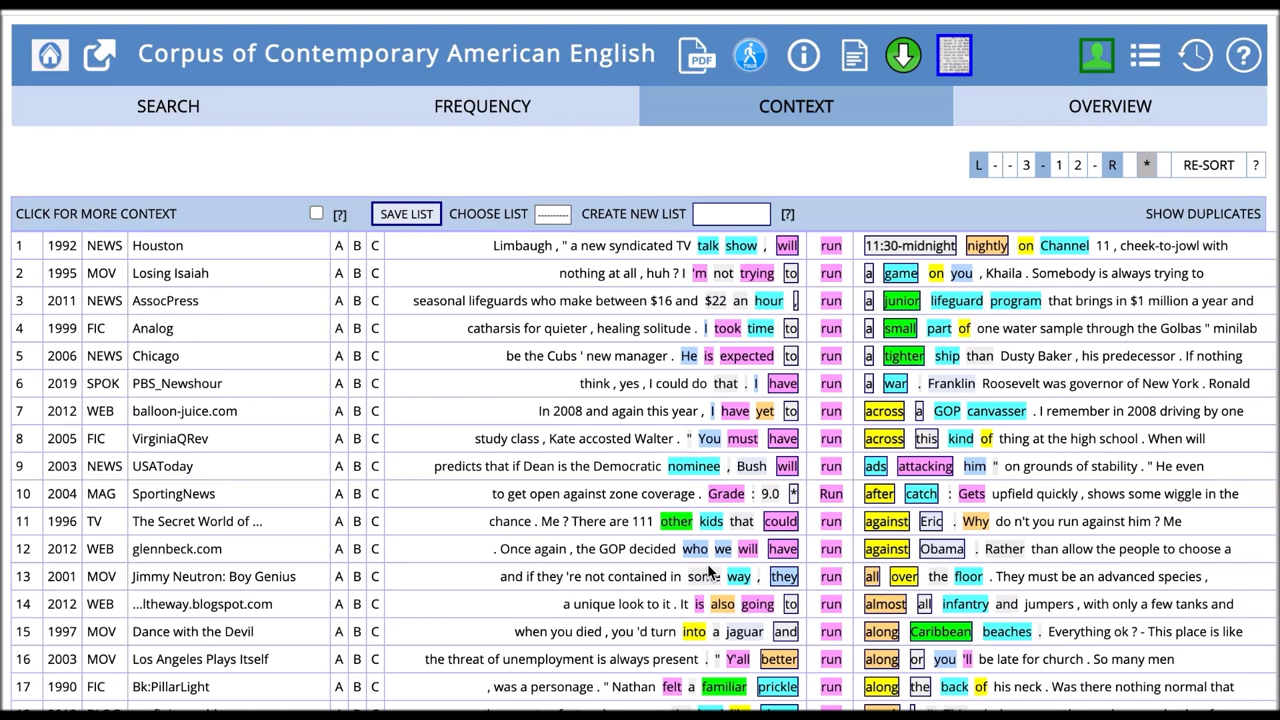 Corpus of Contemporary American English PDF TOUR
SEARCH FREQUENCY CONTEXT OVERVIEW
L - - 3 - 1 2 - R * RE-SORT ?
CLICK FOR MORE CONTEXT [?] SAVE LIST CHOOSE LIST ---------- CREATE NEW LIST [?] SHOW DUPLICATES
1 1992 NEWS Houston A B C Limbaugh , " a new syndicated TV talk show , will run 11:30-midnight nightly on Channel 11 , cheek-to-jowl with
2 1995 MOV Losing Isaiah A B C nothing at all , huh ? I 'm not trying to run a game on you , Khaila . Somebody is always trying to
3 2011 NEWS AssocPress A B C seasonal lifeguards who make between $16 and $22 an hour , run a junior lifeguard program that brings in $1 million a year and
4 1999 FIC Analog A B C catharsis for quieter , healing solitude . I took time to run a small part of one water sample through the Golbas " minilab
5 2006 NEWS Chicago A B C be the Cubs ' new manager . He is expected to run a tighter ship than Dusty Baker , his predecessor . If nothing
6 2019 SPOK PBS_Newshour A B C think , yes , I could do that . I have run a war . Franklin Roosevelt was governor of New York . Ronald
7 2012 WEB balloon-juice.com A B C In 2008 and again this year , I have yet to run across a GOP canvasser . I remember in 2008 driving by one
8 2005 FIC VirginiaQRev A B C study class , Kate accosted Walter . " You must have run across this kind of thing at the high school . When will
9 2003 NEWS USAToday A B C predicts that if Dean is the Democratic nominee , Bush will run ads attacking him " on grounds of stability . " He even
10 2004 MAG SportingNews A B C to get open against zone coverage . Grade : 9.0 * Run after catch : Gets upfield quickly , shows some wiggle in the
11 1996 TV The Secret World of ... A B C chance . Me ? There are 111 other kids that could run against Eric . Why do n't you run against him ? Me
12 2012 WEB glennbeck.com A B C . Once again , the GOP decided who we will have run against Obama . Rather than allow the people to choose a
13 2001 MOV Jimmy Neutron: Boy Genius A B C and if they 're not contained in some way , they run all over the floor . They must be an advanced species ,
14 2012 WEB ...ltheway.blogspot.com A B C a unique look to it . It is also going to run almost all infantry and jumpers , with only a few tanks and
15 1997 MOV Dance with the Devil A B C when you died , you 'd turn into a jaguar and run along Caribbean beaches . Everything ok ? - This place is like
16 2003 MOV Los Angeles Plays Itself A B C the threat of unemployment is always present . " Y'all better run along or you 'll be late for church . So many men
17 1990 FIC Bk:PillarLight A B C , was a personage . " Nathan felt a familiar prickle run along the back of his neck . Was there nothing normal that